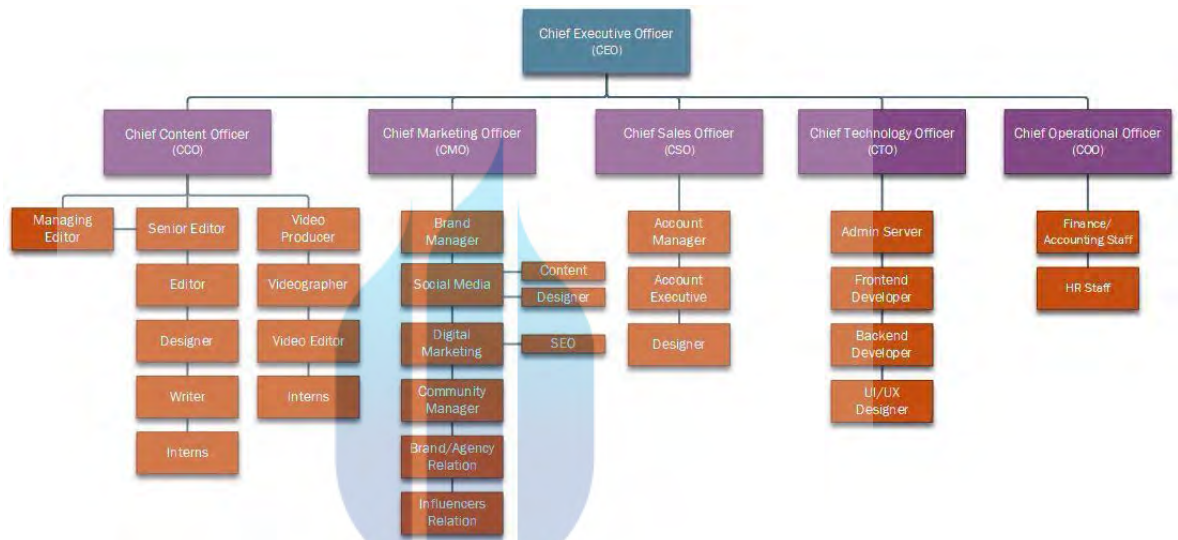 Chief Executive Officer
(CEO)
Chief Content Officer
(CCO)
Chief Marketing Officer
(CMO)
Chief Sales Officer
(CSO)
Chief Technology Officer
(CTO)
Chief Operational Officer
(COO)
Managing
Editor
Senior Editor
Video
Producer
Editor
Videographer
Designer
Video Editor
Writer
Interns
Interns
Brand
Manager
Social Media
Content
Designer
Digital
Marketing
SEO
Community
Manager
Brand/Agency
Relation
Influencers
Relation
Account
Manager
Account
Executive
Designer
Admin Server
Frontend
Developer
Backend
Developer
UI/UX
Designer
Finance/
Accounting Staff
HR Staff